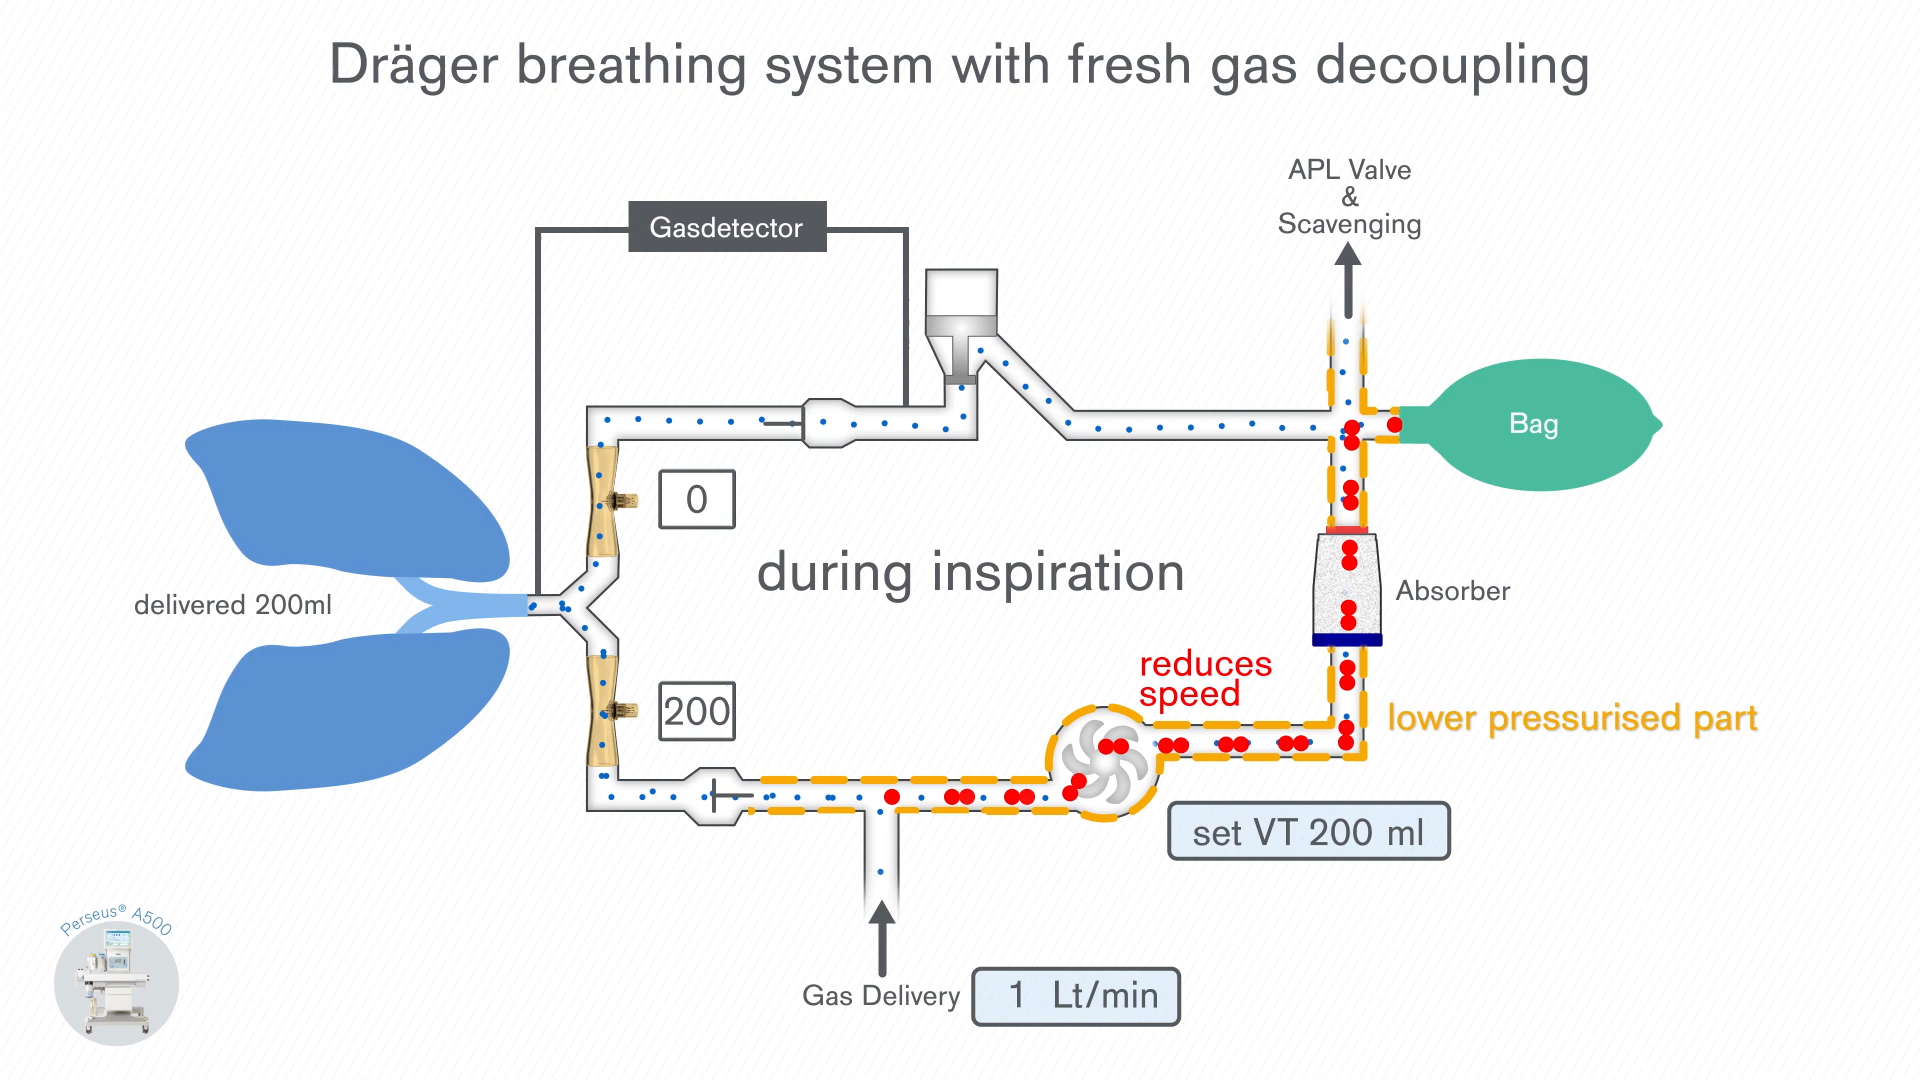 Dräger breathing system with fresh gas decoupling
APL Valve
&
Scavenging
Gasdetector
Bag
0
during inspiration
Absorber
delivered 200ml
reduces
speed
200
lower pressurised part
set VT 200 ml
Perseus® A500
Gas Delivery
1 Lt/min